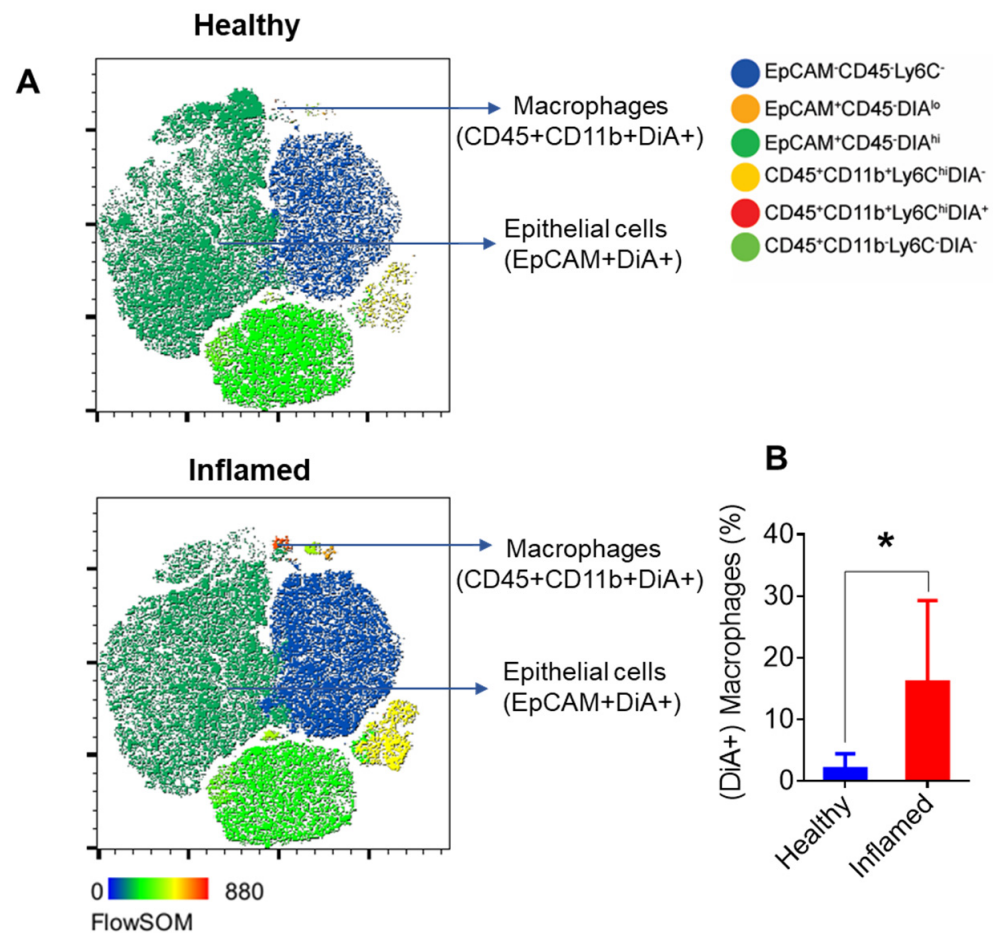 Healthy
A
Macrophages
(CD45+CD11b+DiA+)
Epithelial cells
(EpCAM+DiA+)
EpCAM⁻CD45⁻Ly6C⁻
EpCAM⁺CD45⁻DIAˡᵒ
EpCAM⁺CD45⁻DIAʰⁱ
CD45⁺CD11b⁺Ly6CʰⁱDIA⁻
CD45⁺CD11b⁺Ly6CʰⁱDIA⁺
CD45⁺CD11b⁻Ly6C⁻DIA⁻
Inflamed
Macrophages
(CD45+CD11b+DiA+)
Epithelial cells
(EpCAM+DiA+)
0 880
FlowSOM
B
(DiA+) Macrophages (%)
40
30
20
10
0
*
Healthy
Inflamed